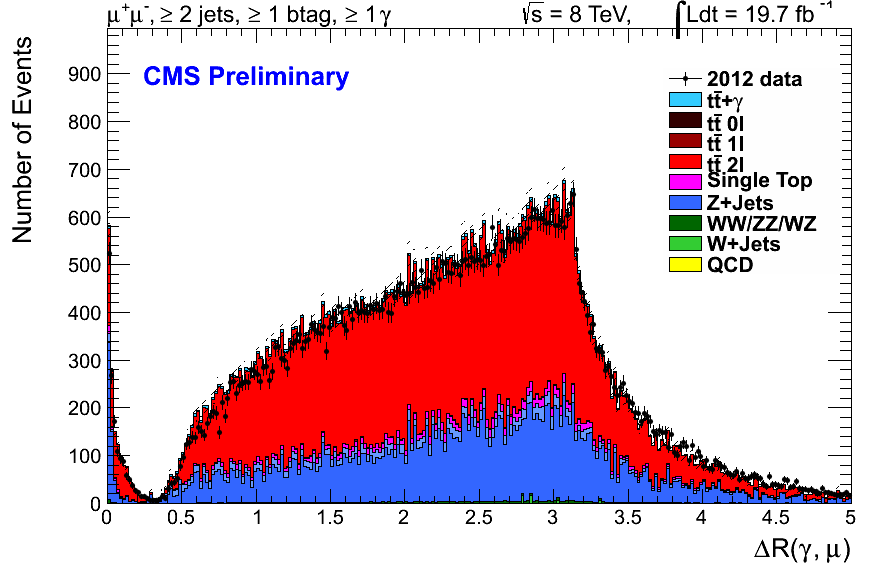 μ⁺μ⁻, ≥ 2 jets, ≥ 1 btag, ≥ 1 γ √s = 8 TeV, ∫Ldt = 19.7 fb⁻¹
Number of Events
CMS Preliminary
2012 data
tt̄+γ
tt̄ 0l
tt̄ 1l
tt̄ 2l
Single Top
Z+Jets
WW/ZZ/WZ
W+Jets
QCD
900
800
700
600
500
400
300
200
100
0
0 0.5 1 1.5 2 2.5 3 3.5 4 4.5 5
ΔR(γ, μ)